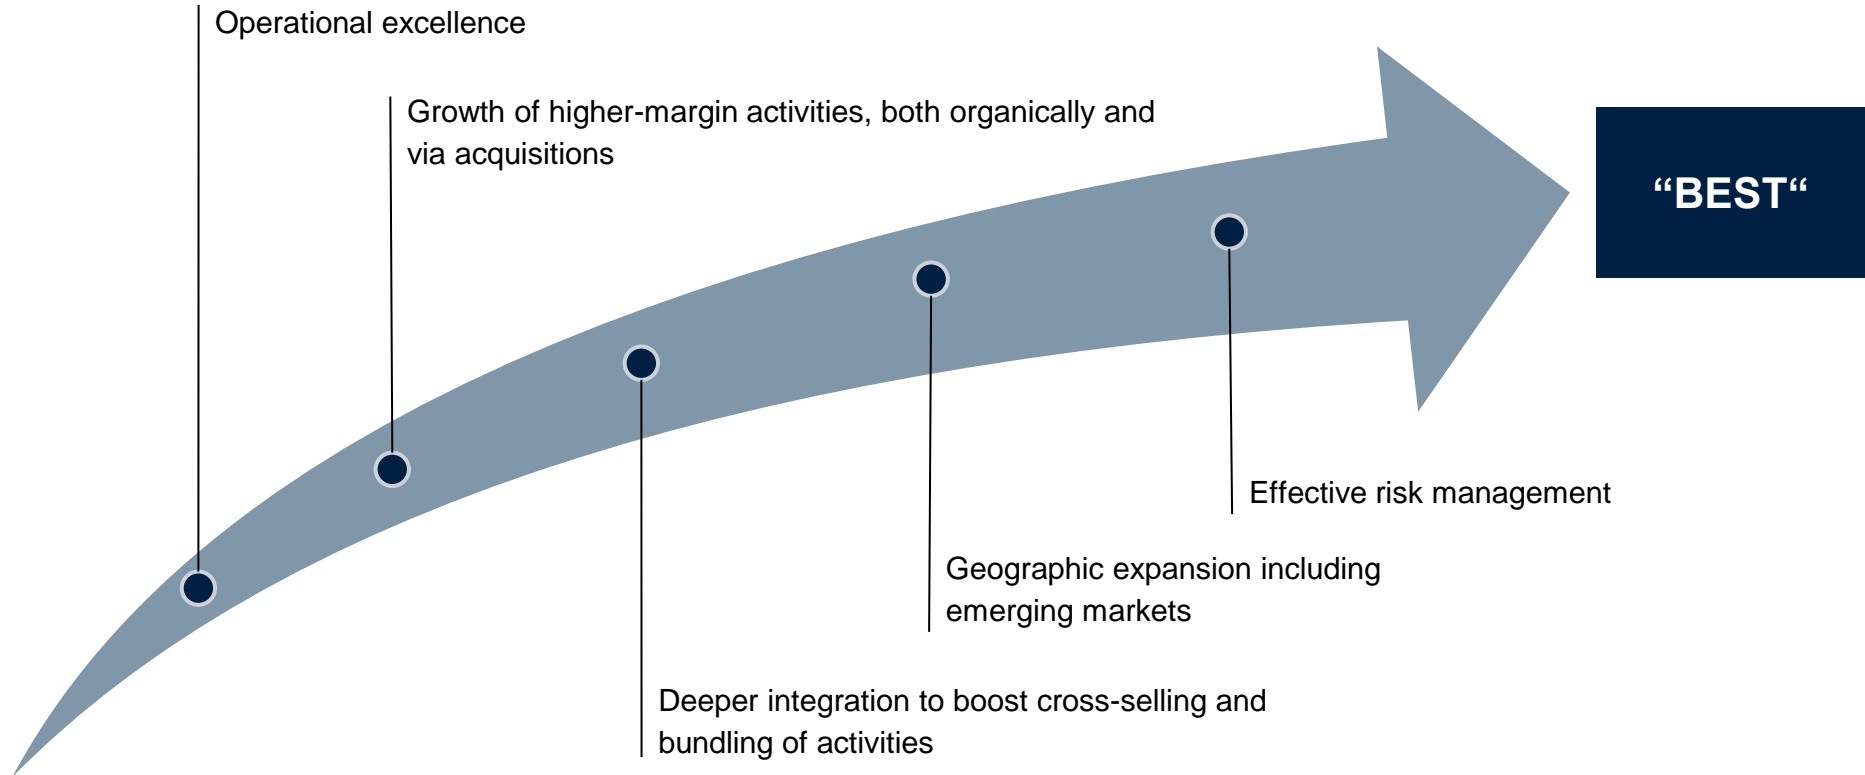 Operational excellence
Growth of higher-margin activities, both organically and
via acquisitions
“BEST“
Effective risk management
Geographic expansion including
emerging markets
Deeper integration to boost cross-selling and
bundling of activities